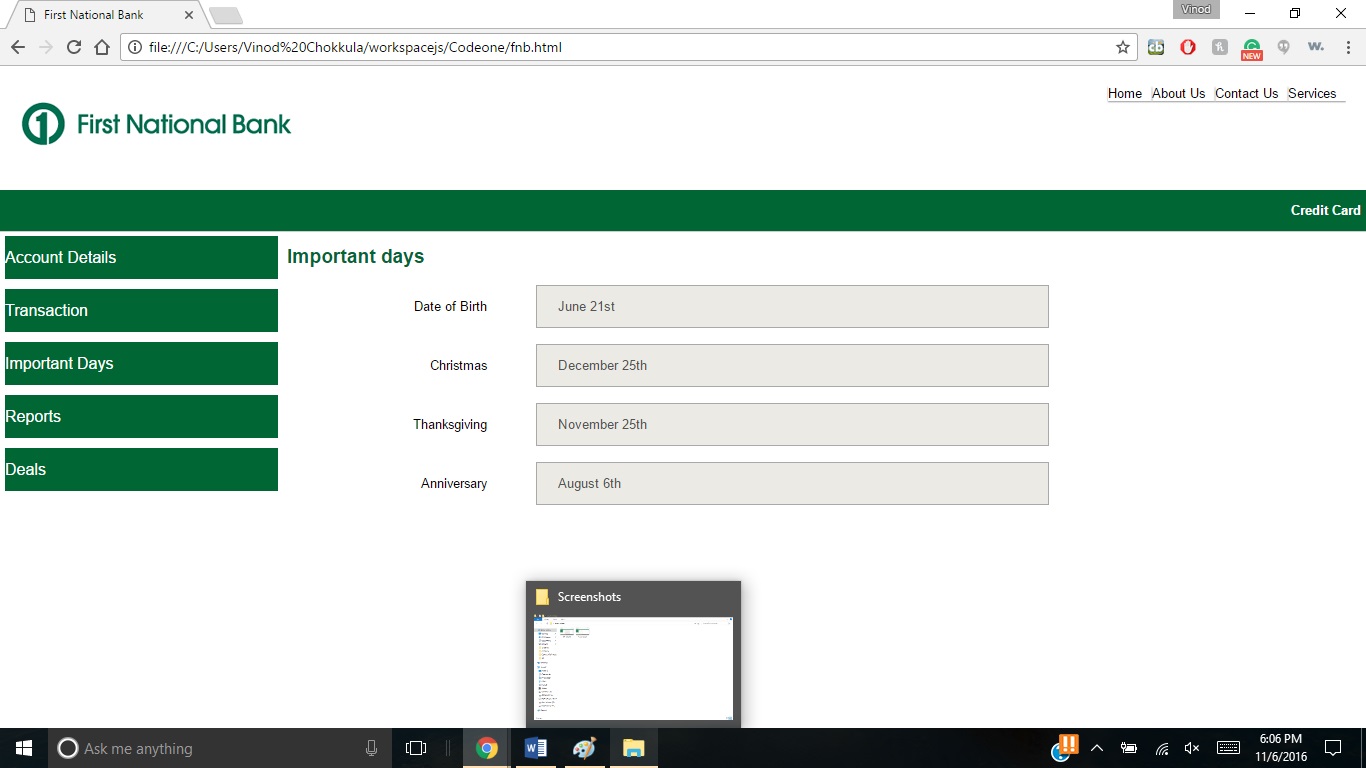 First National Bank
Vinod
file:///C:/Users/Vinod%20Chokkula/workspacejs/Codeone/fnb.html
cb
NEW
w.
Home About Us Contact Us Services
First National Bank
Credit Card
Account Details
Transaction
Important Days
Reports
Deals
Important days
Date of Birth June 21st
Christmas December 25th
Thanksgiving November 25th
Anniversary August 6th
Screenshots
Ask me anything
6:06 PM
11/6/2016